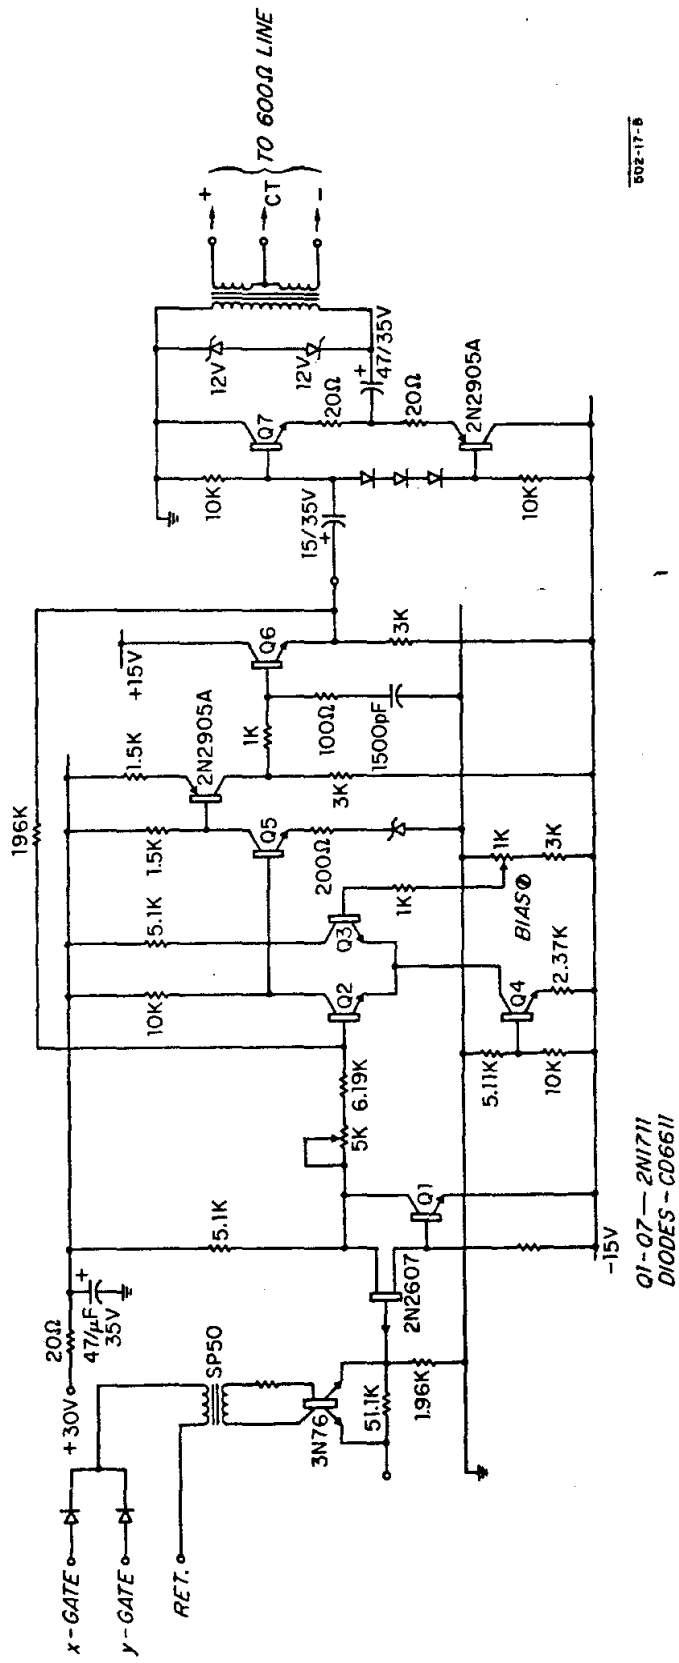 x-GATE
y-GATE
RET.
+30V
20Ω
47/μF
35V
SP50
3N76
51.1K
1.96K
2N2607
5.1K
Q1
-15V
5K
6.19K
196K
10K
Q2
5.1K
Q3
5.11K
10K
Q4
2.37K
BIAS
1K
1K
3K
1.5K
Q5
200Ω
1.5K
2N2905A
3K
1K
100Ω
1500pF
+15V
Q6
3K
15/35V
10K
10K
Q7
20Ω
20Ω
2N2905A
47/35V
12V
12V
+
CT
-
TO 600Ω LINE
Q1-Q7 — 2N1711
DIODES - CD6611
502-17-B